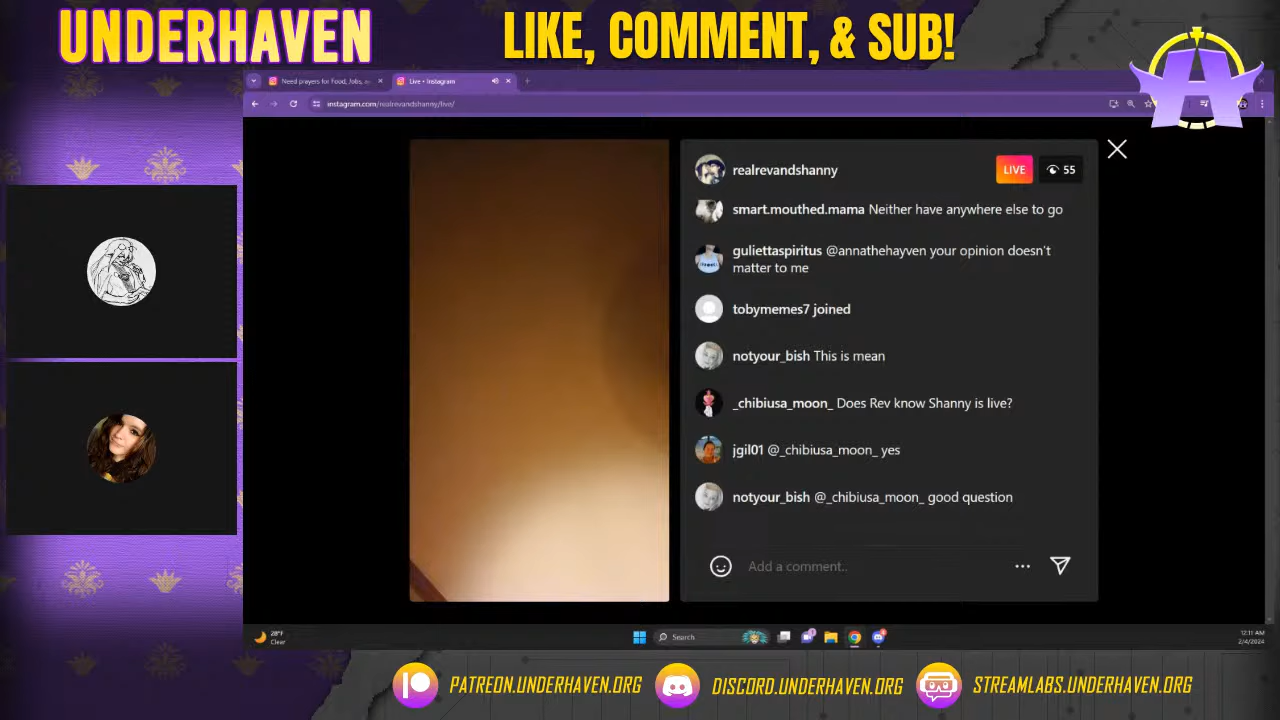 UNDERHAVEN
LIKE, COMMENT, & SUB!
Need prayers for Food, Jobs, a
Live • Instagram
instagram.com/realrevandshanny/live/
realrevandshanny
LIVE
55
smart.mouthed.mama Neither have anywhere else to go
guliettaspiritus @annathehayven your opinion doesn't
matter to me
tobymemes7 joined
notyour_bish This is mean
_chibiusa_moon_ Does Rev know Shanny is live?
jgil01 @_chibiusa_moon_ yes
notyour_bish @_chibiusa_moon_ good question
Add a comment..
28°F
Clear
Search
12:11 AM
2/4/2024
PATREON.UNDERHAVEN.ORG
DISCORD.UNDERHAVEN.ORG
STREAMLABS.UNDERHAVEN.ORG